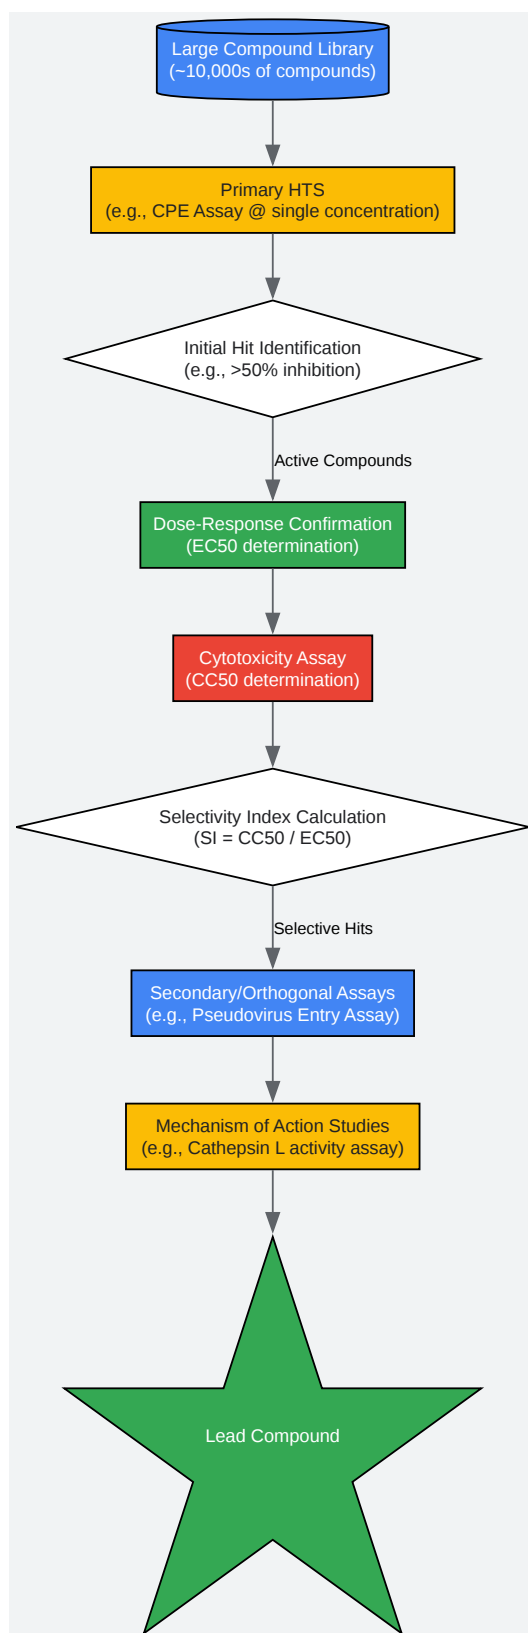 Large Compound Library
(~10,000s of compounds)
Primary HTS
(e.g., CPE Assay @ single concentration)
Initial Hit Identification
(e.g., >50% inhibition)
Active Compounds
Dose-Response Confirmation
(EC50 determination)
Cytotoxicity Assay
(CC50 determination)
Selectivity Index Calculation
(SI = CC50 / EC50)
Selective Hits
Secondary/Orthogonal Assays
(e.g., Pseudovirus Entry Assay)
Mechanism of Action Studies
(e.g., Cathepsin L activity assay)
Lead Compound